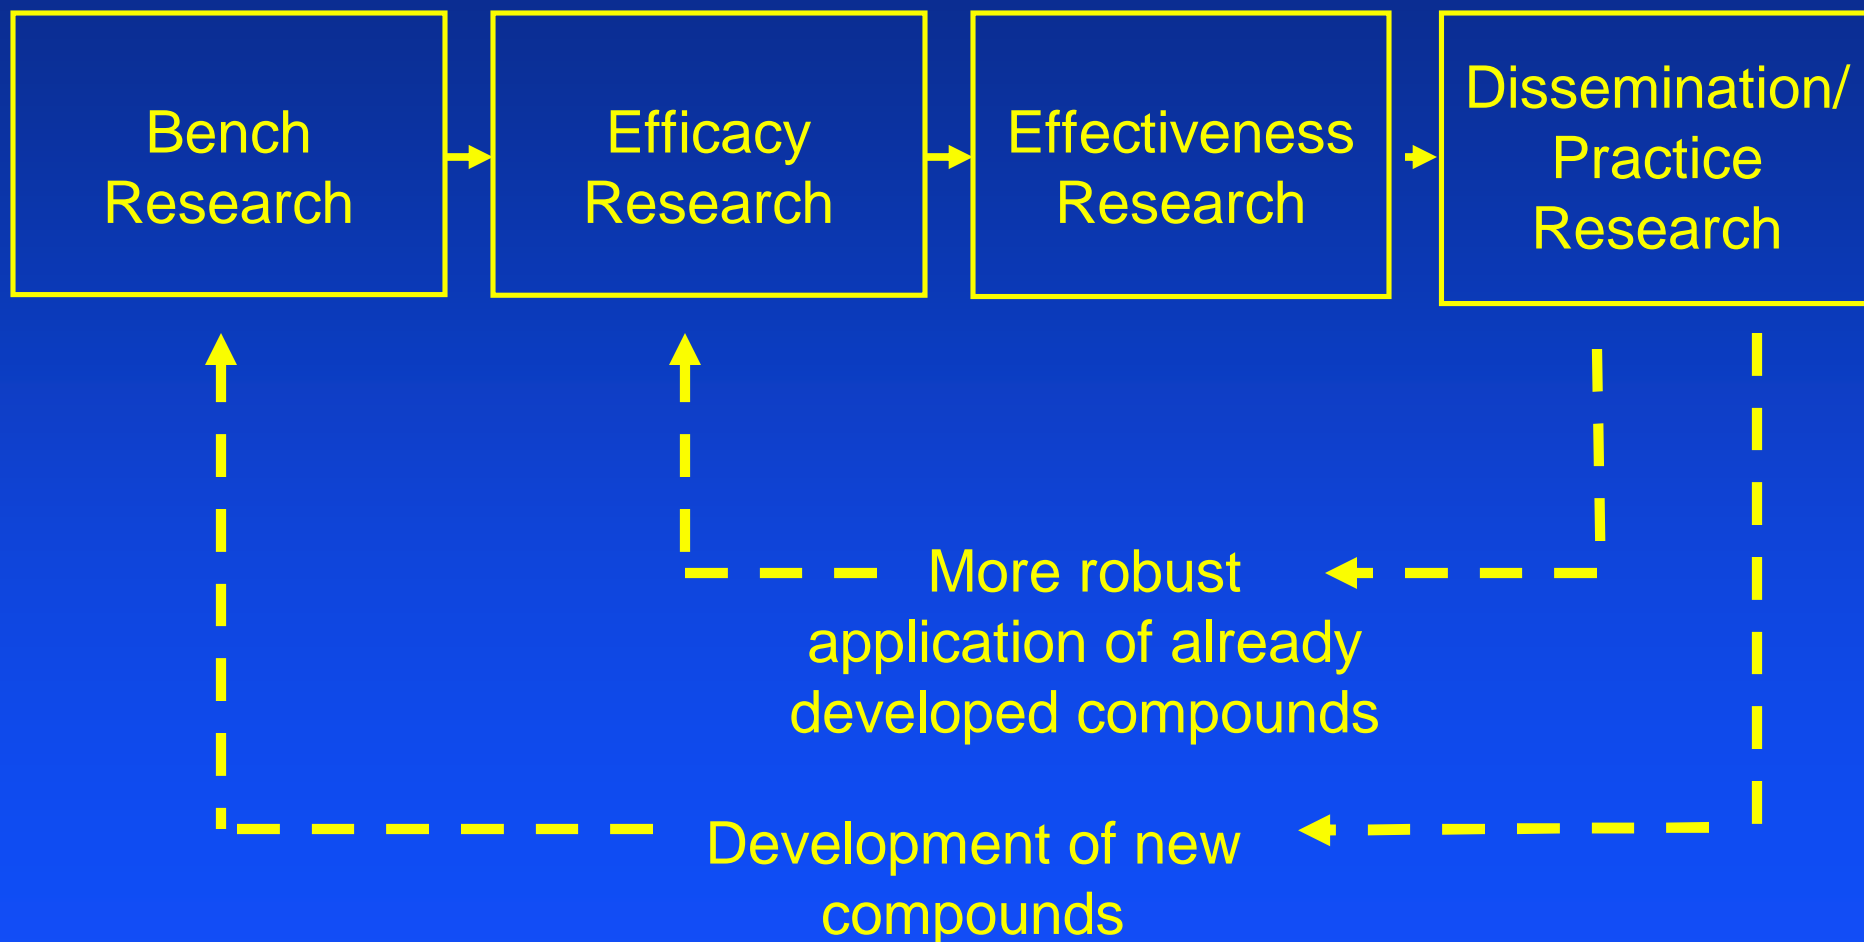 Bench
Research
Efficacy
Research
Effectiveness
Research
Dissemination/
Practice
Research
More robust
application of already
developed compounds
Development of new
compounds